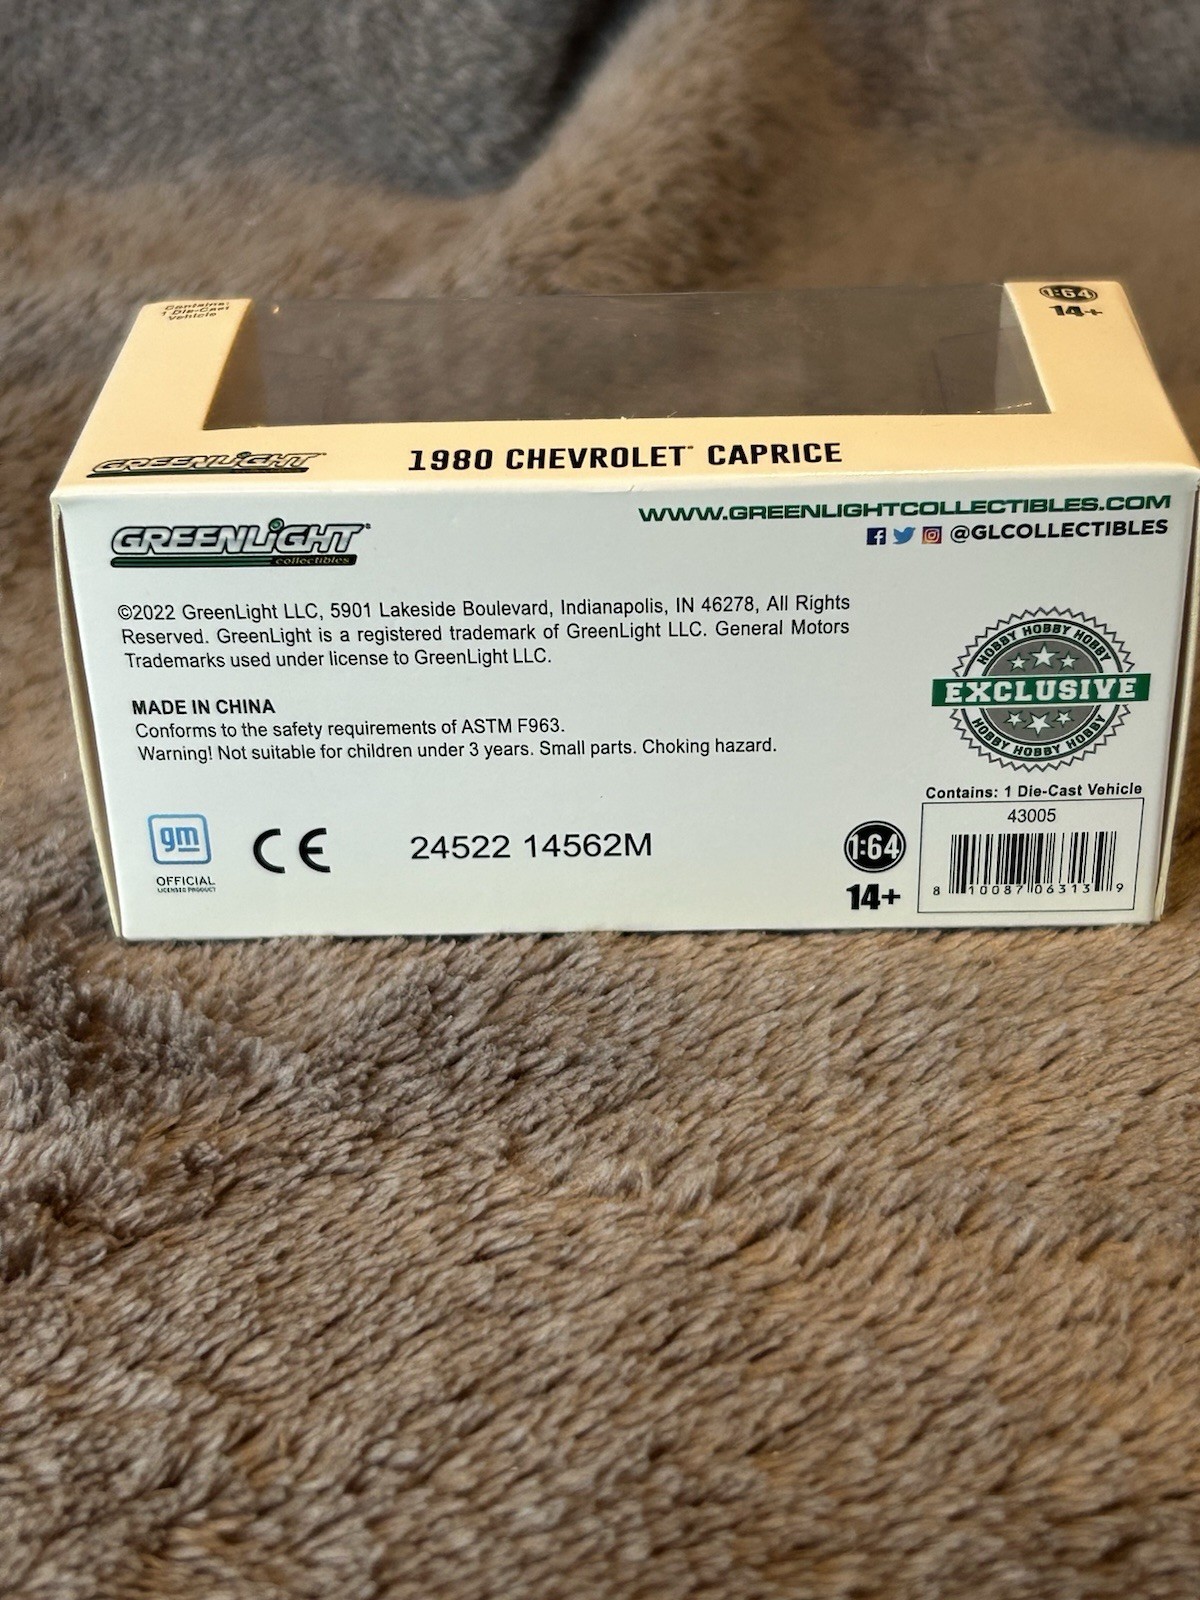 Contains:
1 Die-Cast
Vehicle
1:64
14+
GREENLIGHT
1980 CHEVROLET CAPRICE
GREENLIGHT®
collectibles
WWW.GREENLIGHTCOLLECTIBLES.COM
@GLCOLLECTIBLES
©2022 GreenLight LLC, 5901 Lakeside Boulevard, Indianapolis, IN 46278, All Rights
Reserved. GreenLight is a registered trademark of GreenLight LLC. General Motors
Trademarks used under license to GreenLight LLC.
HOBBY HOBBY HOBBY
EXCLUSIVE
HOBBY HOBBY HOBBY
MADE IN CHINA
Conforms to the safety requirements of ASTM F963.
Warning! Not suitable for children under 3 years. Small parts. Choking hazard.
gm
OFFICIAL
LICENSED PRODUCT
CE
24522 14562M
1:64
14+
Contains: 1 Die-Cast Vehicle
43005
8 10087 06313 9